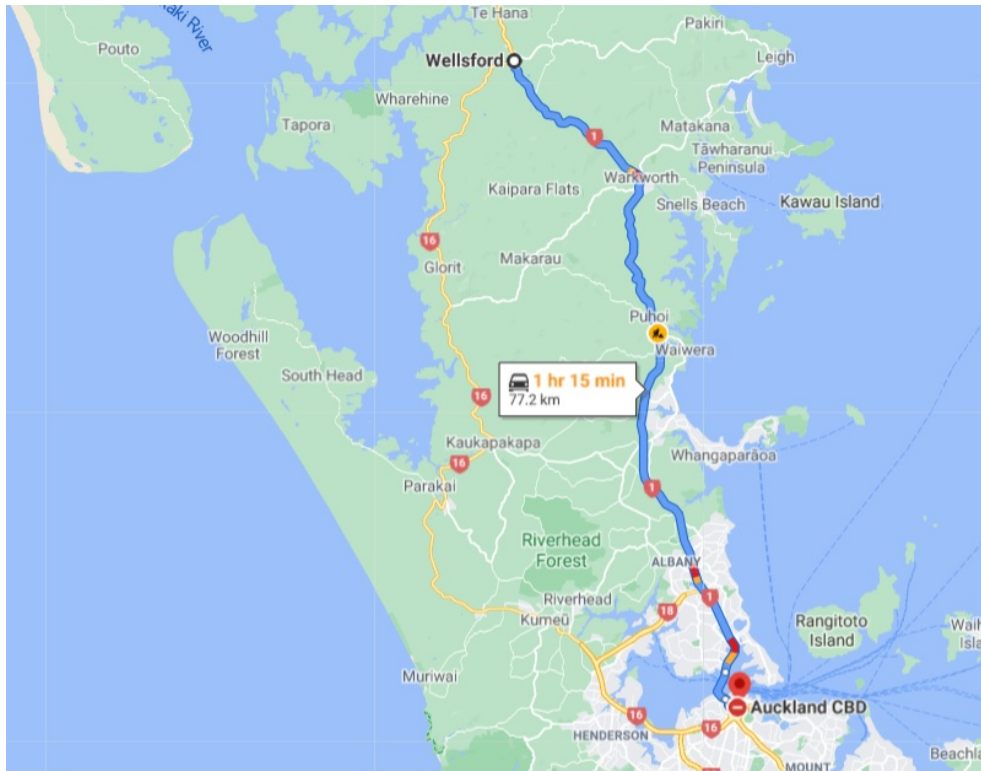 Te Hana
Pakiri
Pouto
Wellsford
Leigh
Wharehine
Tapora
1
Matakana
Tāwharanui
Peninsula
Warkworth
Kaipara Flats
Snells Beach
Kawau Island
16
Glorit
Makarau
Puhoi
Woodhill
Forest
Waiwera
South Head
1 hr 15 min
77.2 km
16
Kaukapakapa
Whangaparāoa
16
Parakai
1
Riverhead
Forest
ALBANY
Riverhead
1
18
Kumeū
Rangitoto
Island
Muriwai
Auckland CBD
16
16
HENDERSON
MOUNT